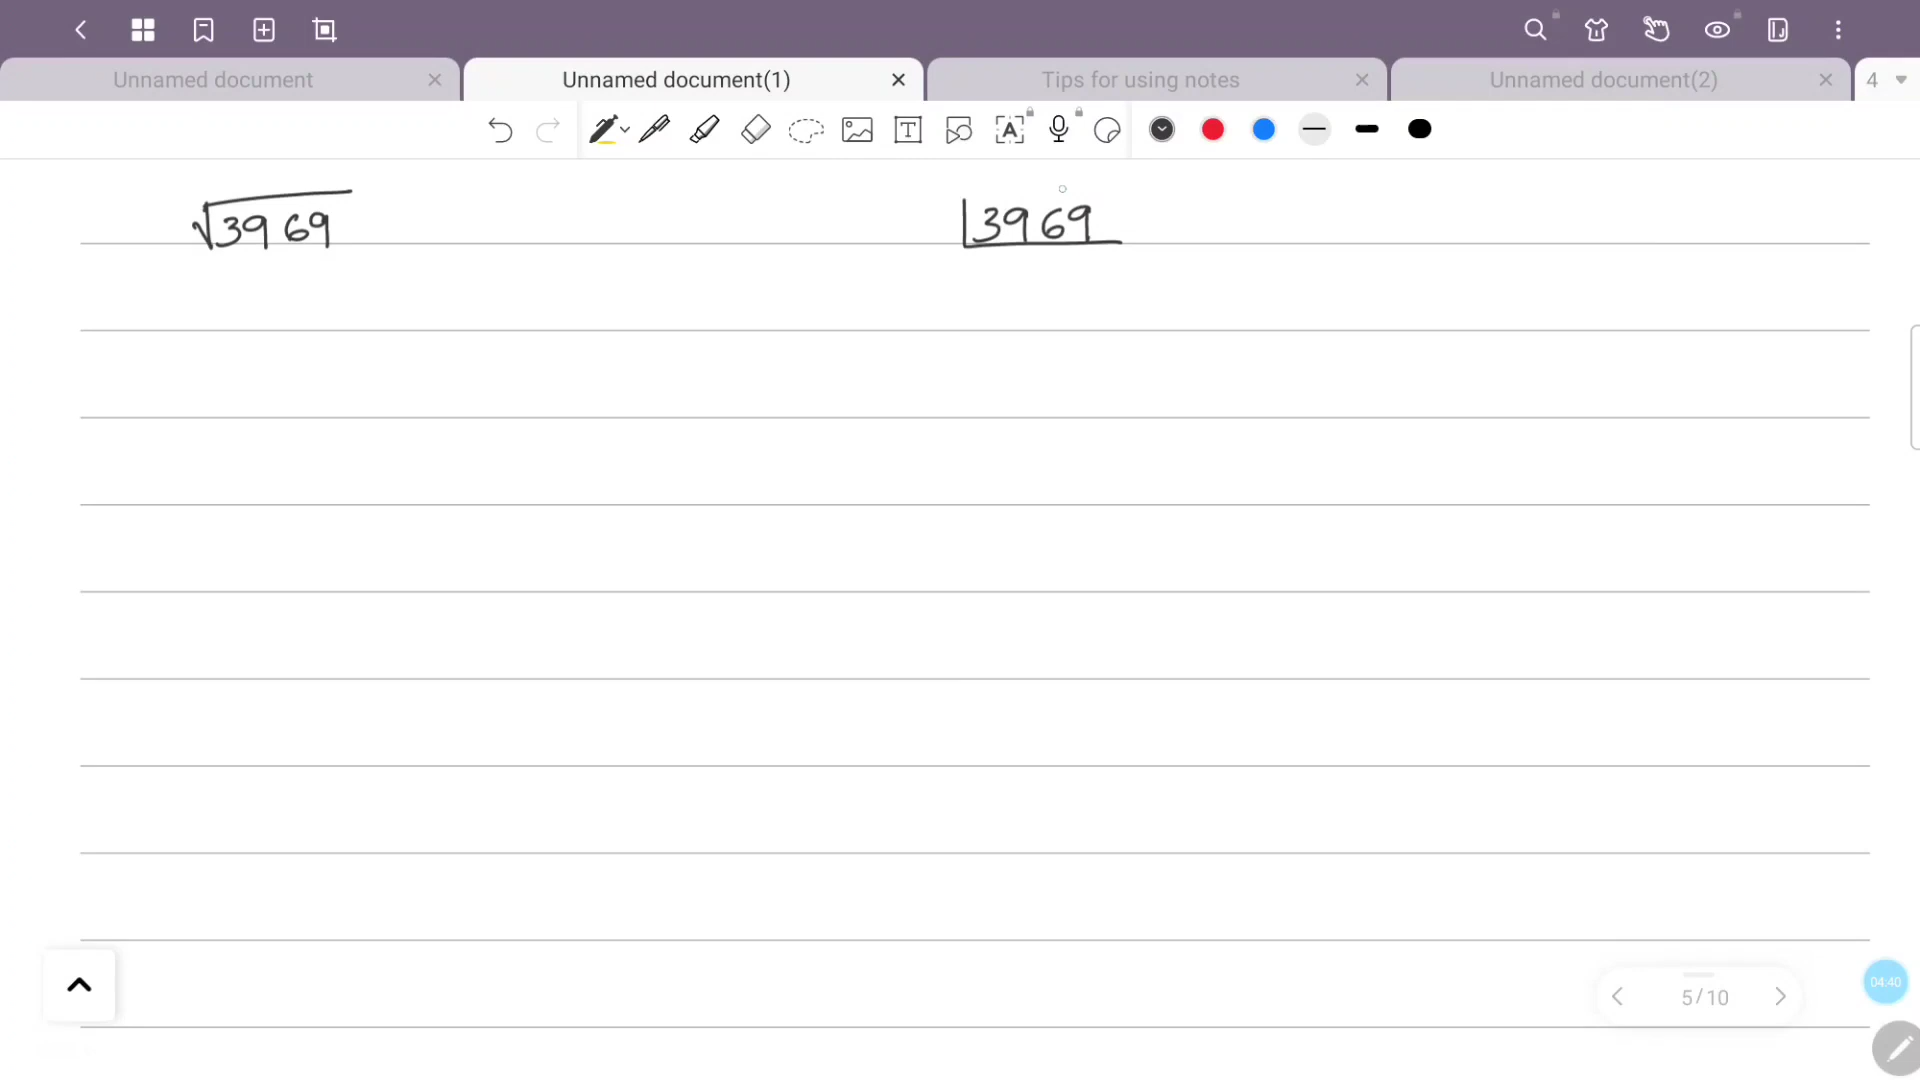 Unnamed document
Unnamed document(1)
Tips for using notes
Unnamed document(2)
4
T
A
√3969
3969
5/10
04:40